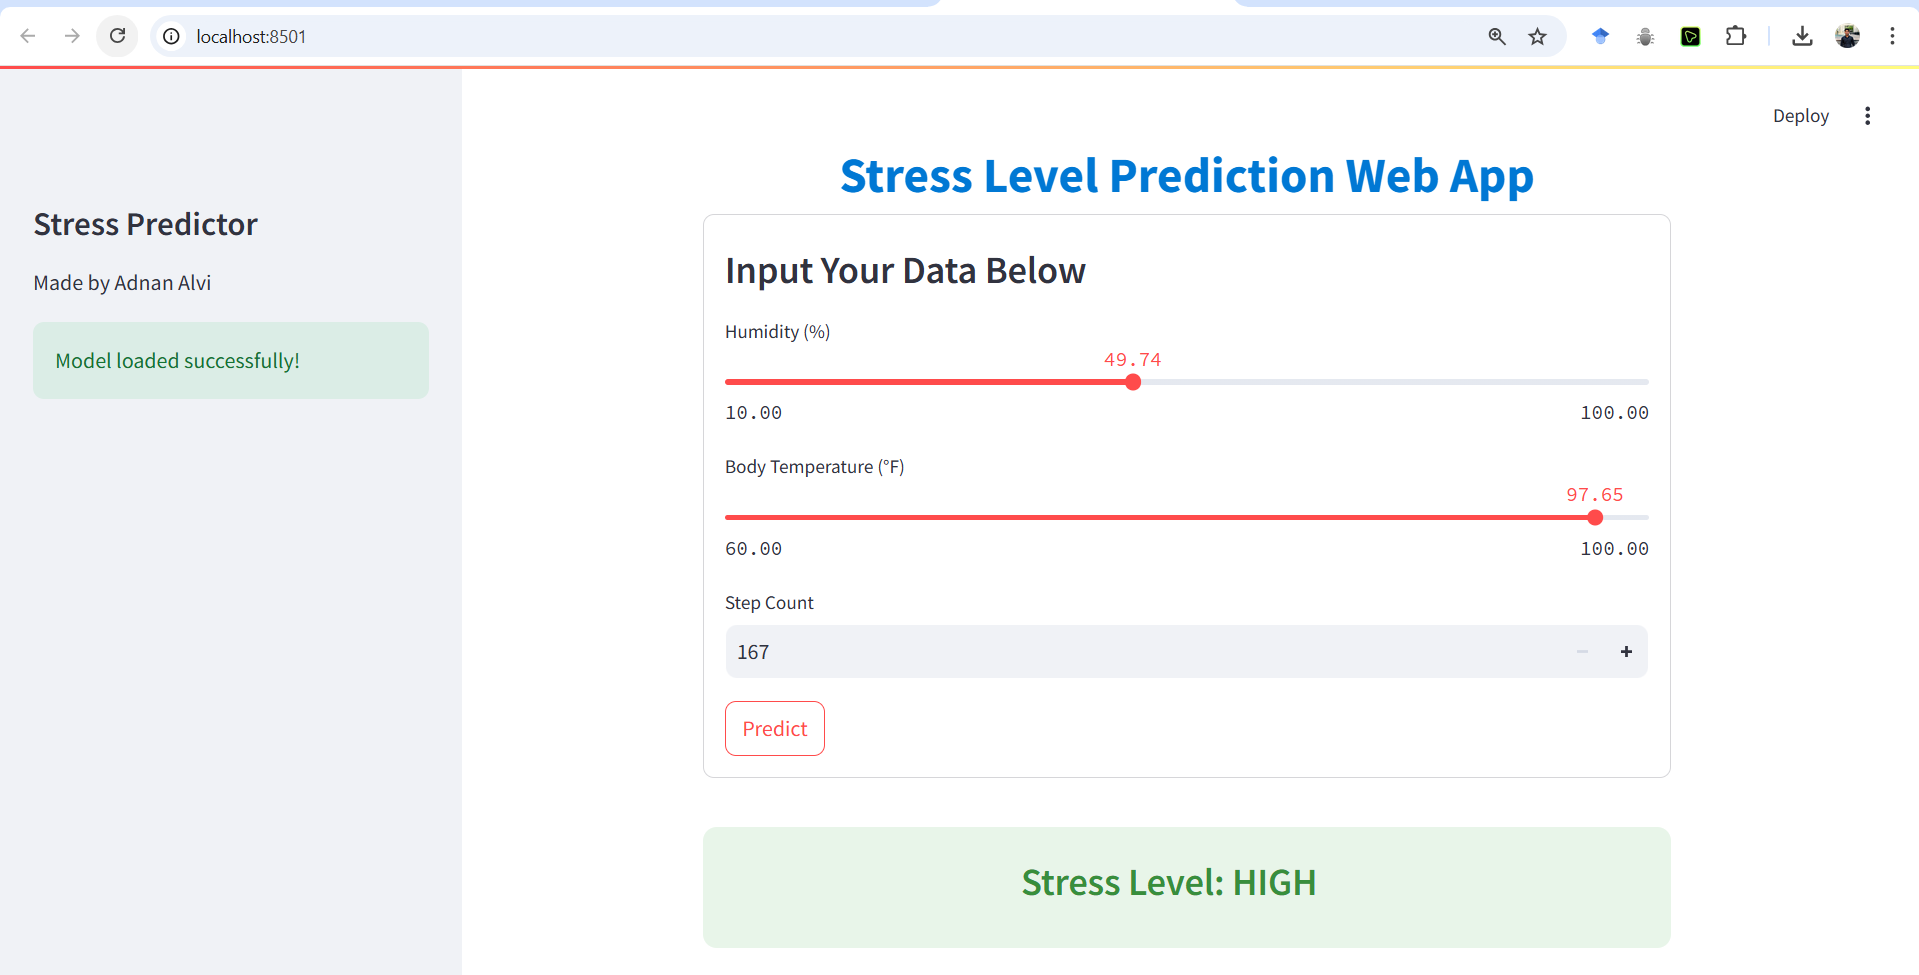 localhost:8501
Deploy
Stress Predictor
Made by Adnan Alvi
Model loaded successfully!
Stress Level Prediction Web App
Input Your Data Below
Humidity (%)
49.74
10.00 100.00
Body Temperature (°F)
97.65
60.00 100.00
Step Count
167
Predict
Stress Level: HIGH